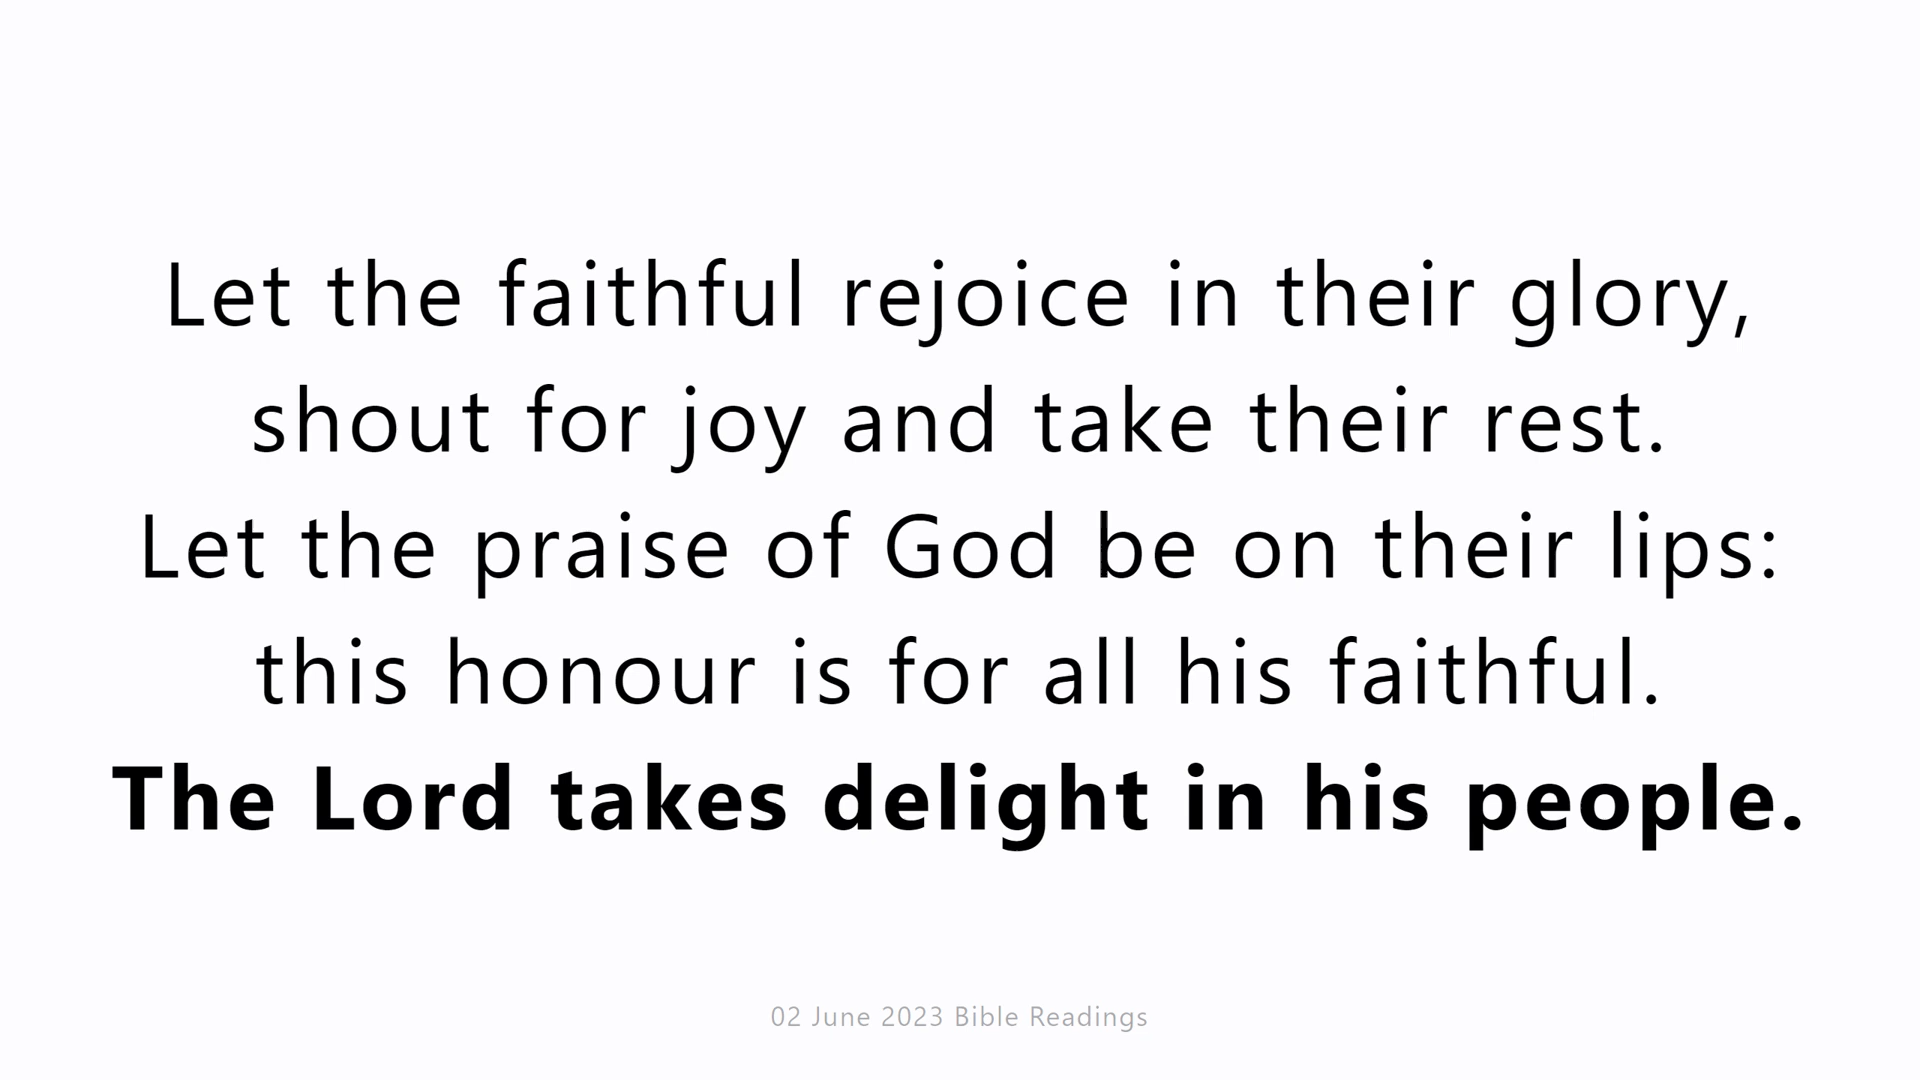 Let the faithful rejoice in their glory,
shout for joy and take their rest.
Let the praise of God be on their lips:
this honour is for all his faithful.
The Lord takes delight in his people.
02 June 2023 Bible Readings